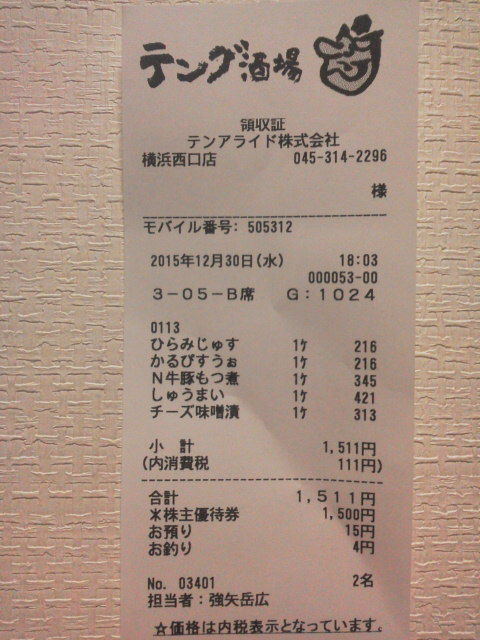 テング酒場
領収証
テンアライド株式会社
横浜西口店 045-314-2296
様
モバイル番号: 505312
2015年12月30日(水) 18:03
000053-00
3-05-B席 G:1024
0113
ひらみじゅす 1ケ 216
かるぴすうぉ 1ケ 216
N牛豚もつ煮 1ケ 345
しゅうまい 1ケ 421
チーズ味噌漬 1ケ 313
小 計 1,511円
(内消費税 111円)
合計 1,511円
*株主優待券 1,500円
お預り 15円
お釣り 4円
No. 03401 2名
担当者:強矢岳広
☆価格は内税表示となっています。